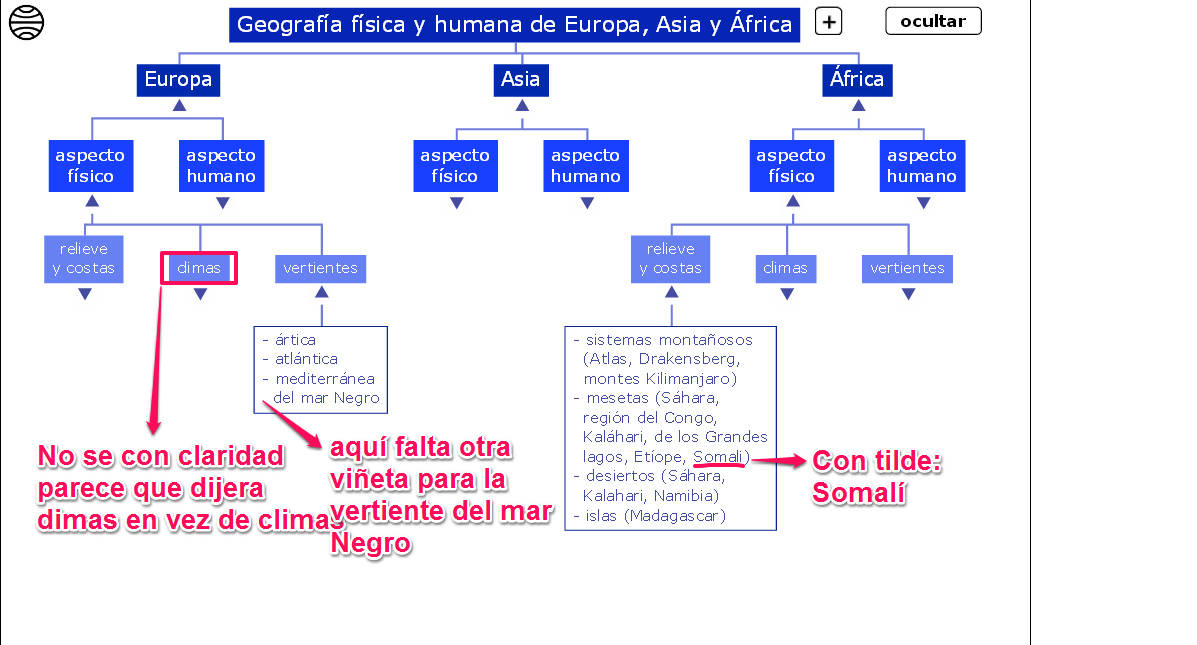 Geografía física y humana de Europa, Asia y África
+
ocultar
Europa
Asia
África
aspecto
físico
aspecto
humano
aspecto
físico
aspecto
humano
aspecto
físico
aspecto
humano
relieve
y costas
climas
vertientes
relieve
y costas
climas
vertientes
- ártica
- atlántica
- mediterránea
del mar Negro
- sistemas montañosos
(Atlas, Drakensberg,
montes Kilimanjaro)
- mesetas (Sáhara,
región del Congo,
Kaláhari, de los Grandes
lagos, Etíope, Somali)
- desiertos (Sáhara,
Kalahari, Namibia)
- islas (Madagascar)
No se con claridad
parece que dijera
dimas en vez de climas
aquí falta otra
viñeta para la
vertiente del mar
Negro
Con tilde:
Somalí